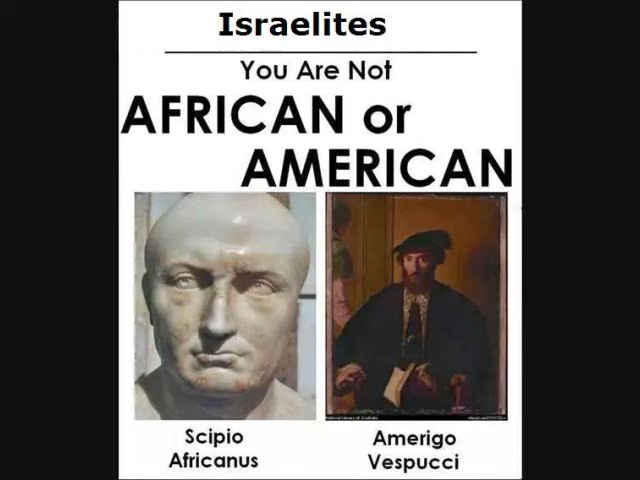 Israelites
You Are Not
AFRICAN or
AMERICAN
Scipio
Africanus
Amerigo
Vespucci